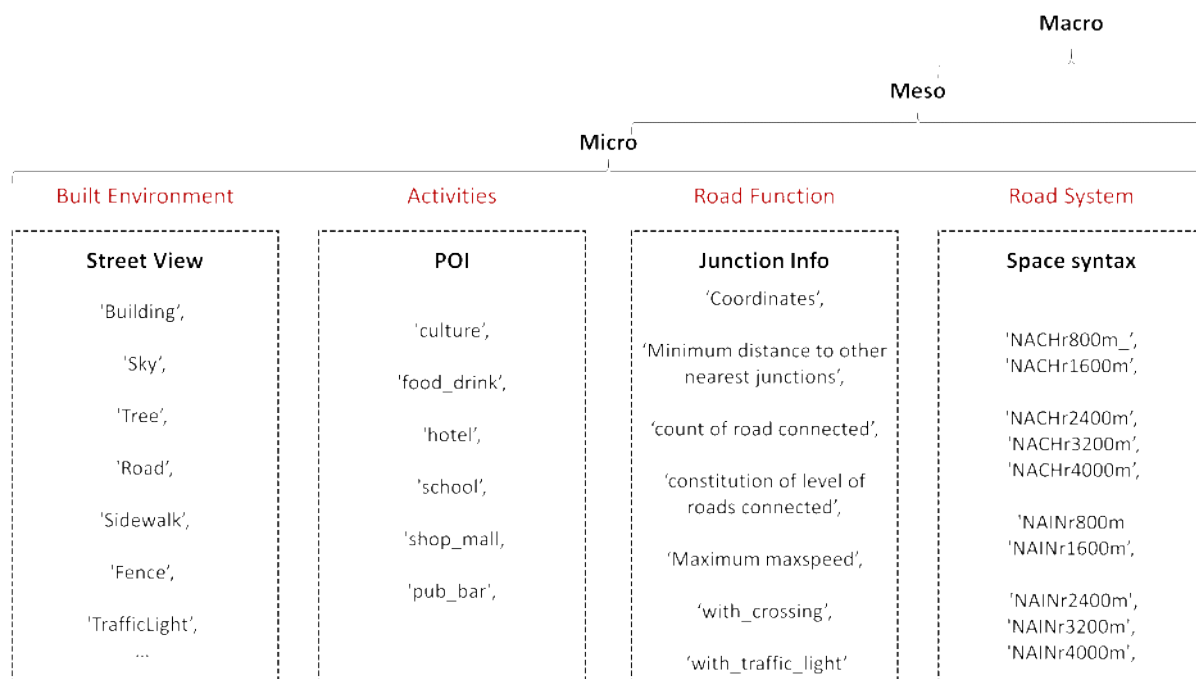 Macro
Meso
Micro
Built Environment
Activities
Road Function
Road System
Street View
'Building’,
'Sky’,
'Tree’,
'Road’,
'Sidewalk’,
'Fence’,
'TrafficLight’,
...
POI
'culture’,
'food_drink’,
'hotel’,
'school’,
'shop_mall,
'pub_bar’,
Junction Info
‘Coordinates’,
‘Minimum distance to other
nearest junctions’,
‘count of road connected’,
‘constitution of level of
roads connected’,
‘Maximum maxspeed’,
‘with_crossing’,
‘with_traffic_light’
Space syntax
'NACHr800m_’,
'NACHr1600m’,
'NACHr2400m’,
'NACHr3200m’,
'NACHr4000m’,
'NAINr800m
'NAINr1600m’,
'NAINr2400m',
'NAINr3200m',
'NAINr4000m',